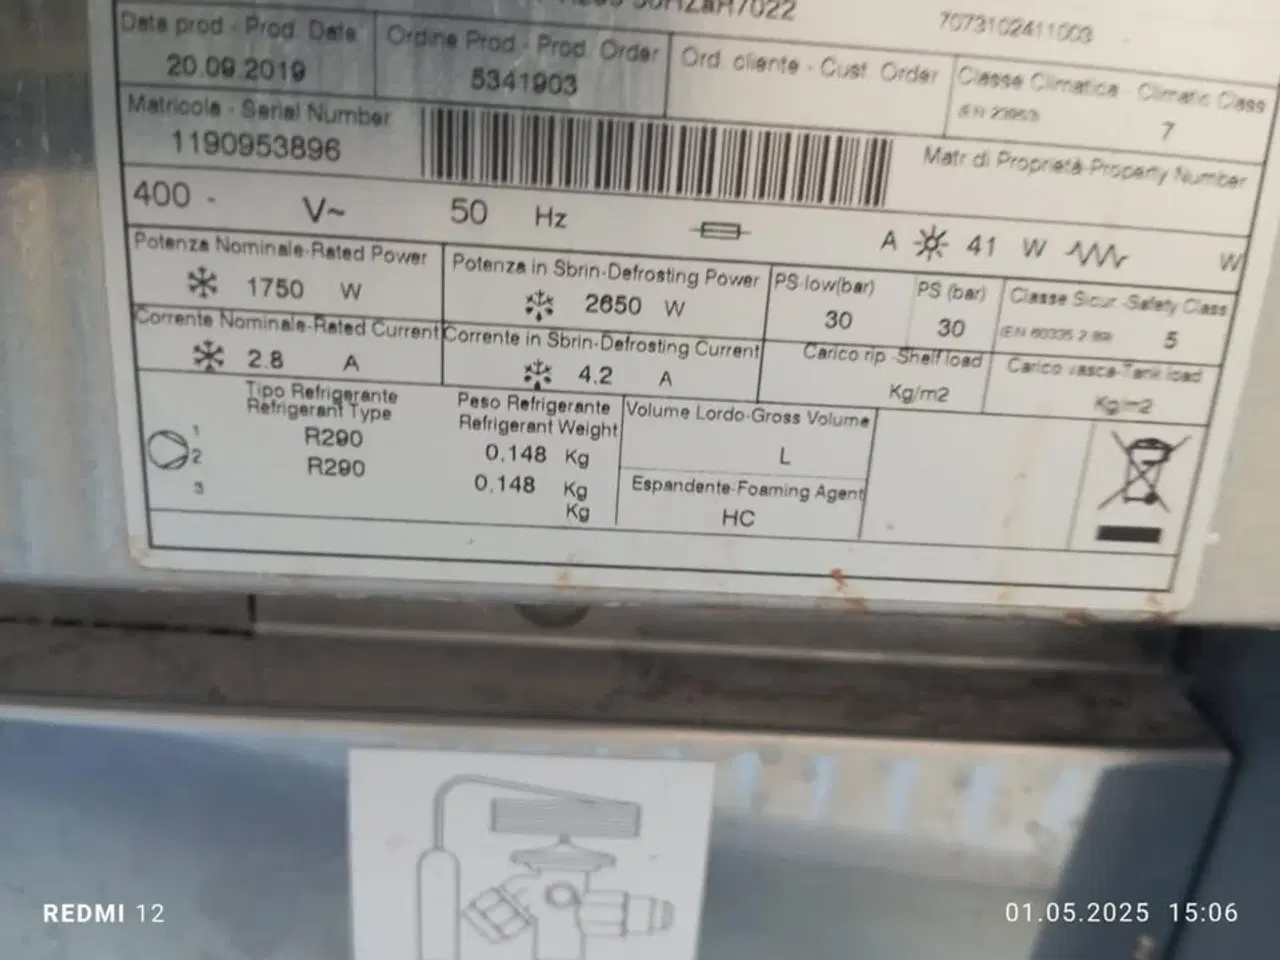 7073102411003
Data prod - Prod. Date
20.09.2019
Ordine Prod - Prod. Order
5341903
Ord. cliente - Cust. Order
Classe Climatica - Climatic Class
7
Matricola - Serial Number
1190953896
Matr di Proprietà-Property Number
400 - V~ 50 Hz A 41 W W
Potenza Nominale-Rated Power
1750 W
Potenza in Sbrin-Defrosting Power
2650 W
PS-low(bar)
30
PS (bar)
30
Classe Sicur.-Safety Class
5
Corrente Nominale-Rated Current
2.8 A
Corrente in Sbrin-Defrosting Current
4.2 A
Carico rip -Shelf load
Kg/m2
Carico vasca-Tank load
Kg/m2
Tipo Refrigerante
Refrigerant Type
1 R290
2 R290
3
Peso Refrigerante
Refrigerant Weight
0.148 Kg
0.148 Kg
Kg
Volume Lordo-Gross Volume
L
Espandente-Foaming Agent
HC
REDMI 12
01.05.2025 15:06